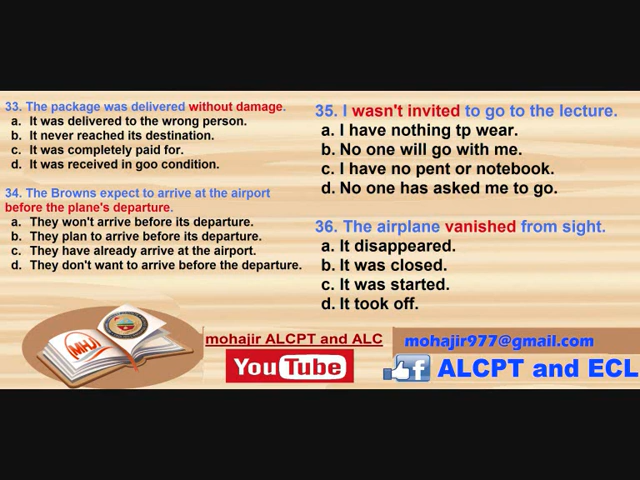 33. The package was delivered without damage.
a. It was delivered to the wrong person.
b. It never reached its destination.
c. It was completely paid for.
d. It was received in goo condition.
34. The Browns expect to arrive at the airport
before the plane's departure.
a. They won't arrive before its departure.
b. They plan to arrive before its departure.
c. They have already arrive at the airport.
d. They don't want to arrive before the departure.
35. I wasn't invited to go to the lecture.
a. I have nothing tp wear.
b. No one will go with me.
c. I have no pen or notebook.
d. No one has asked me to go.
36. The airplane vanished from sight.
a. It disappeared.
b. It was closed.
c. It was started.
d. It took off.
MHJ
mohajir ALCPT and ALC
YouTube
mohajir977@gmail.com
f ALCPT and ECL